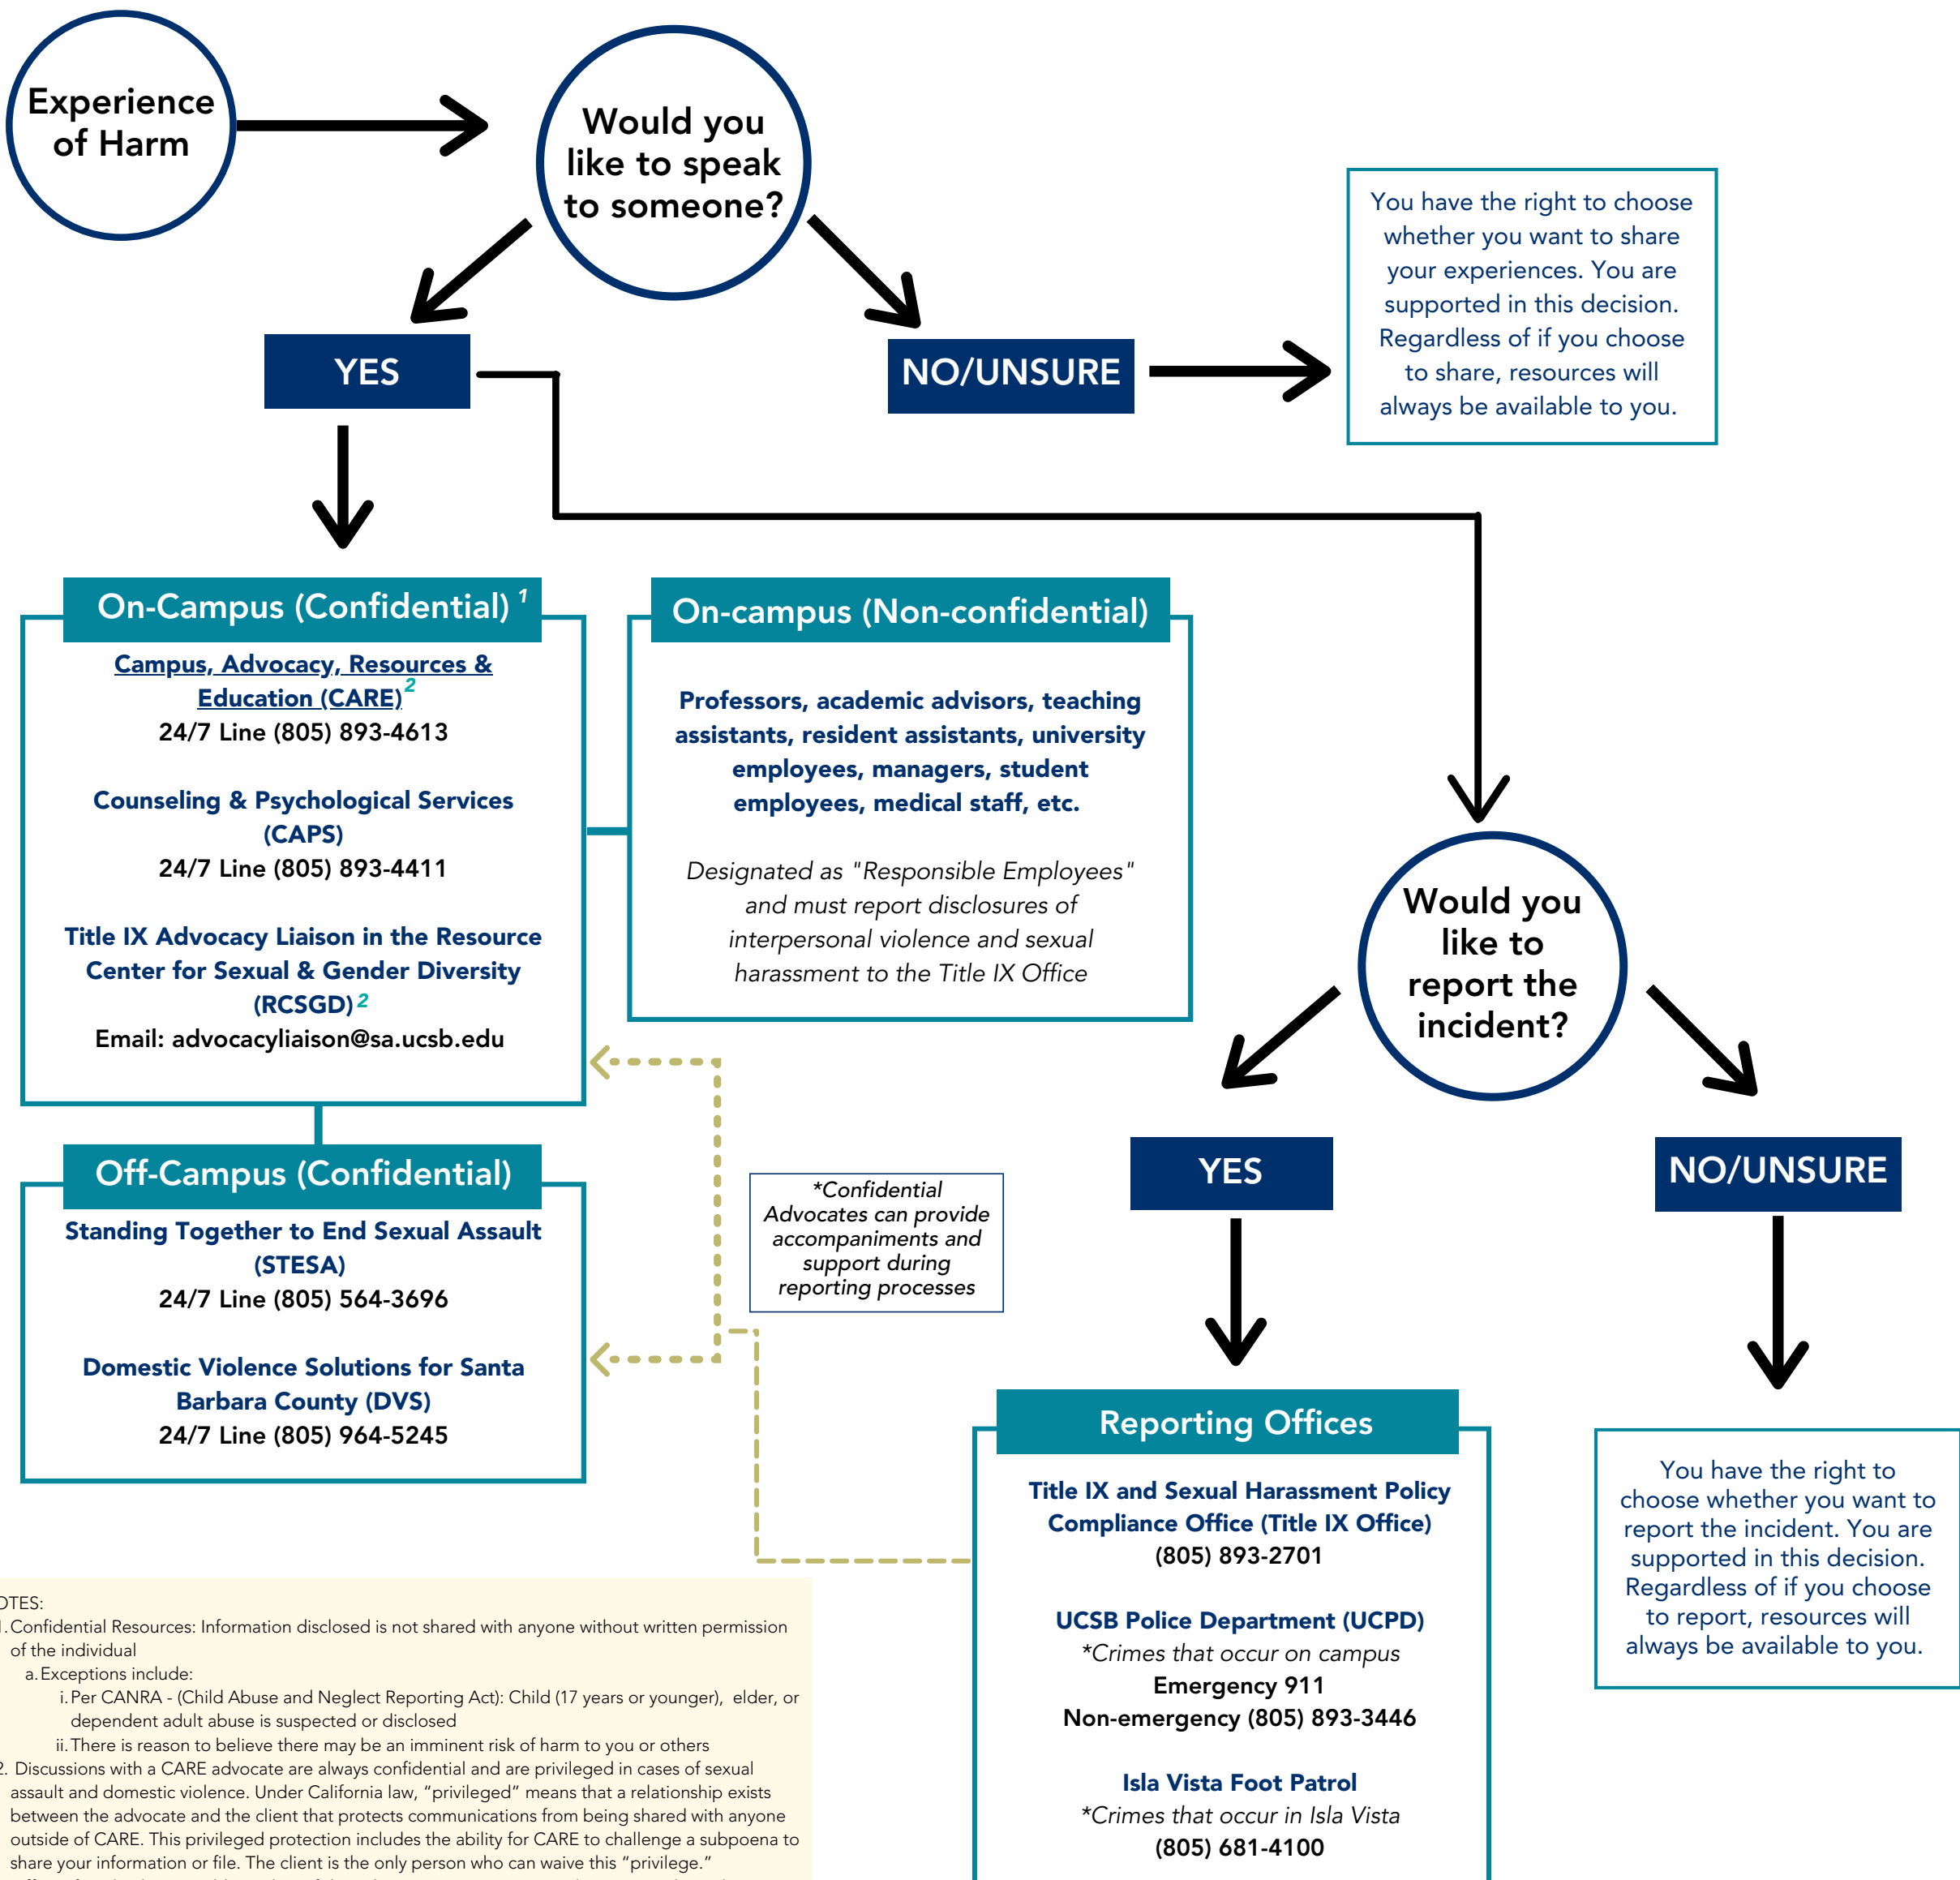 Experience
of Harm
Would you
like to speak
to someone?
YES
NO/UNSURE
You have the right to choose
whether you want to share
your experiences. You are
supported in this decision.
Regardless of if you choose
to share, resources will
always be available to you.
On-Campus (Confidential) 1
Campus, Advocacy, Resources &
Education (CARE) 2
24/7 Line (805) 893-4613
Counseling & Psychological Services
(CAPS)
24/7 Line (805) 893-4411
Title IX Advocacy Liaison in the Resource
Center for Sexual & Gender Diversity
(RCSGD) 2
Email: advocacyliaison@sa.ucsb.edu
On-campus (Non-confidential)
Professors, academic advisors, teaching
assistants, resident assistants, university
employees, managers, student
employees, medical staff, etc.
Designated as "Responsible Employees"
and must report disclosures of
interpersonal violence and sexual
harassment to the Title IX Office
Would you
like to
report the
incident?
YES
NO/UNSURE
Off-Campus (Confidential)
Standing Together to End Sexual Assault
(STESA)
24/7 Line (805) 564-3696
Domestic Violence Solutions for Santa
Barbara County (DVS)
24/7 Line (805) 964-5245
*Confidential
Advocates can provide
accompaniments and
support during
reporting processes
Reporting Offices
Title IX and Sexual Harassment Policy
Compliance Office (Title IX Office)
(805) 893-2701
UCSB Police Department (UCPD)
*Crimes that occur on campus
Emergency 911
Non-emergency (805) 893-3446
Isla Vista Foot Patrol
*Crimes that occur in Isla Vista
(805) 681-4100
You have the right to
choose whether you want to
report the incident. You are
supported in this decision.
Regardless of if you choose
to report, resources will
always be available to you.
OTES:
1. Confidential Resources: Information disclosed is not shared with anyone without written permission
of the individual
a. Exceptions include:
i. Per CANRA - (Child Abuse and Neglect Reporting Act): Child (17 years or younger), elder, or
dependent adult abuse is suspected or disclosed
ii. There is reason to believe there may be an imminent risk of harm to you or others
2. Discussions with a CARE advocate are always confidential and are privileged in cases of sexual
assault and domestic violence. Under California law, “privileged” means that a relationship exists
between the advocate and the client that protects communications from being shared with anyone
outside of CARE. This privileged protection includes the ability for CARE to challenge a subpoena to
share your information or file. The client is the only person who can waive this “privilege.”